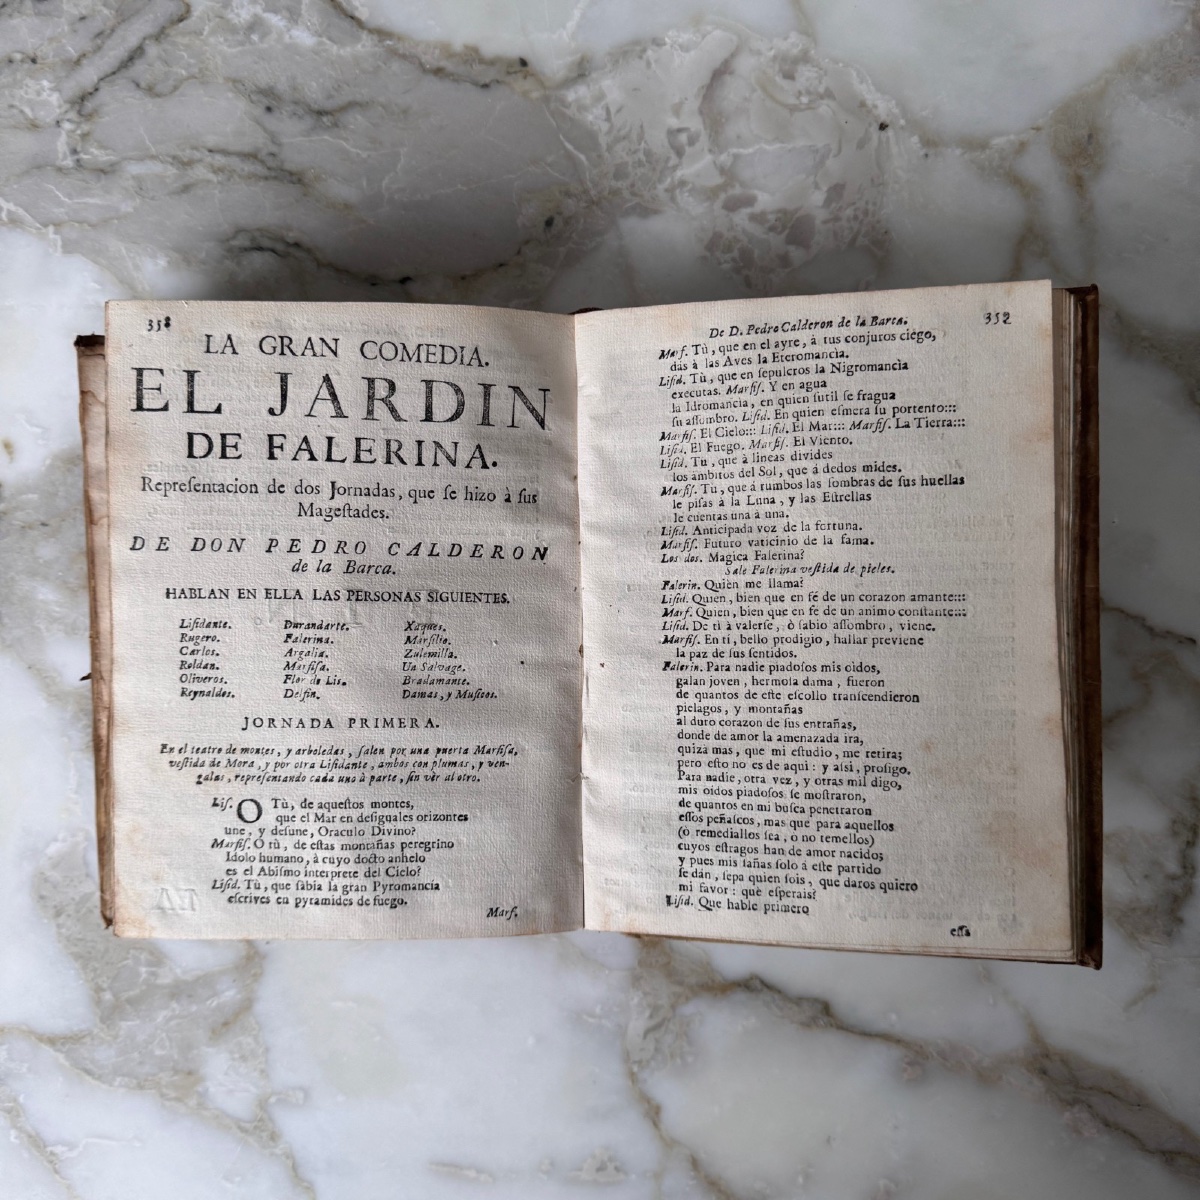 358
LA GRAN COMEDIA.
EL JARDIN
DE FALERINA.
Repreſentacion de dos Jornadas, que ſe hizo à ſus
Mageſtades.
DE DON PEDRO CALDERON
de la Barca.
HABLAN EN ELLA LAS PERSONAS SIGUIENTES.
Liſidante. Durandarte. Xaques.
Rugero. Falerina. Marſilio.
Carlos. Argalia. Zulemilla.
Roldan. Marfiſa. Un Salvage.
Oliveros. Flor de Lis. Bradamante.
Reynaldos. Delfin. Damas, y Muſicos.
JORNADA PRIMERA.
En el teatro de montes, y arboledas, ſalen por una puerta Marfiſa,
veſtida de Mora, y por otra Liſidante, ambos con plumas, y ven-
galas, repreſentando cada uno à parte, ſin vèr al otro.
Liſ. O Tù, de aqueſtos montes,
que el Mar en deſiguales orizontes
une, y deſune, Oraculo Divino?
Marfiſ. O tù, de eſtas montañas peregrino
Idolo humano, à cuyo docto anhelo
es el Abiſmo interprete del Cielo?
Liſid. Tù, que ſabia la gran Pyromancia
eſcrives en pyramides de fuego.
Marf.
De D. Pedro Calderon de la Barca. 359
Marf. Tù, que en el ayre, à tus conjuros ciego,
dàs à las Aves la Eteromancìa.
Liſid. Tù, que en ſepulcros la Nigromancìa
executas. Marfiſ. Y en agua
la Idromancia, en quien ſutil ſe fragua
ſu aſſombro. Liſid. En quien eſmera ſu portento:::
Marfiſ. El Cielo::: Liſid. El Mar::: Marfiſ. La Tierra:::
Liſid. El Fuego. Marfiſ. El Viento.
Liſid. Tu, que à lineas divides
los ambitos del Sol, que á dedos mides.
Marfiſ. Tu, que á rumbos las ſombras de ſus huellas
le piſas à la Luna, y las Eſtrellas
le cuentas una à una.
Liſid. Anticipada voz de la fortuna.
Marfiſ. Futuro vaticinio de la fama.
Los dos. Magica Falerina?
Sale Falerina veſtida de pieles.
Falerin. Quièn me llama?
Liſid. Quien, bien que en fé de un corazon amante:::
Marf. Quien, bien que en fe de un animo conſtante:::
Liſid. De ti à valerſe, ò ſabio aſſombro, viene.
Marfiſ. En ti, bello prodigio, hallar previene
la paz de ſus ſentidos.
Falerin. Para nadie piadoſos mis oidos,
galan joven, hermoſa dama, fueron
de quantos de eſte eſcollo tranſcendieron
pielagos, y montañas
al duro corazon de ſus entrañas,
donde de amor la amenazada ira,
quiza mas, que mi eſtudio, me retira;
pero eſto no es de aqui: y aſsi, proſigo.
Para nadie, otra vez, y otras mil digo,
mis oidos piadoſos ſe moſtraron,
de quantos en mi buſca penetraron
eſſos peñaſcos, mas que para aquellos
(ò remediallos ſea, o no remellos)
cuyos eſtragos han de amor nacido;
y pues mis ſañas ſolo á eſte partido
ſe dán, ſepa quien ſois, que daros quiero
mi favor: què eſperais?
Liſid. Que hable primero
eſſa